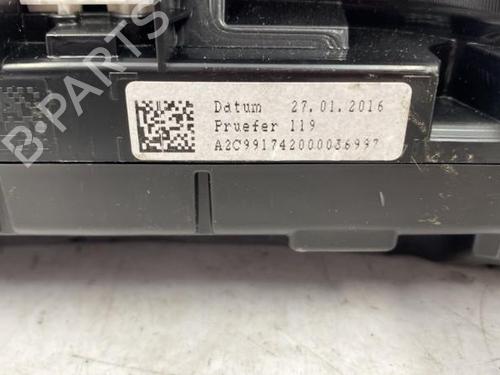 Datum 27.01.2016
Pruefer 119
A2C991742000036997
B-PARTS